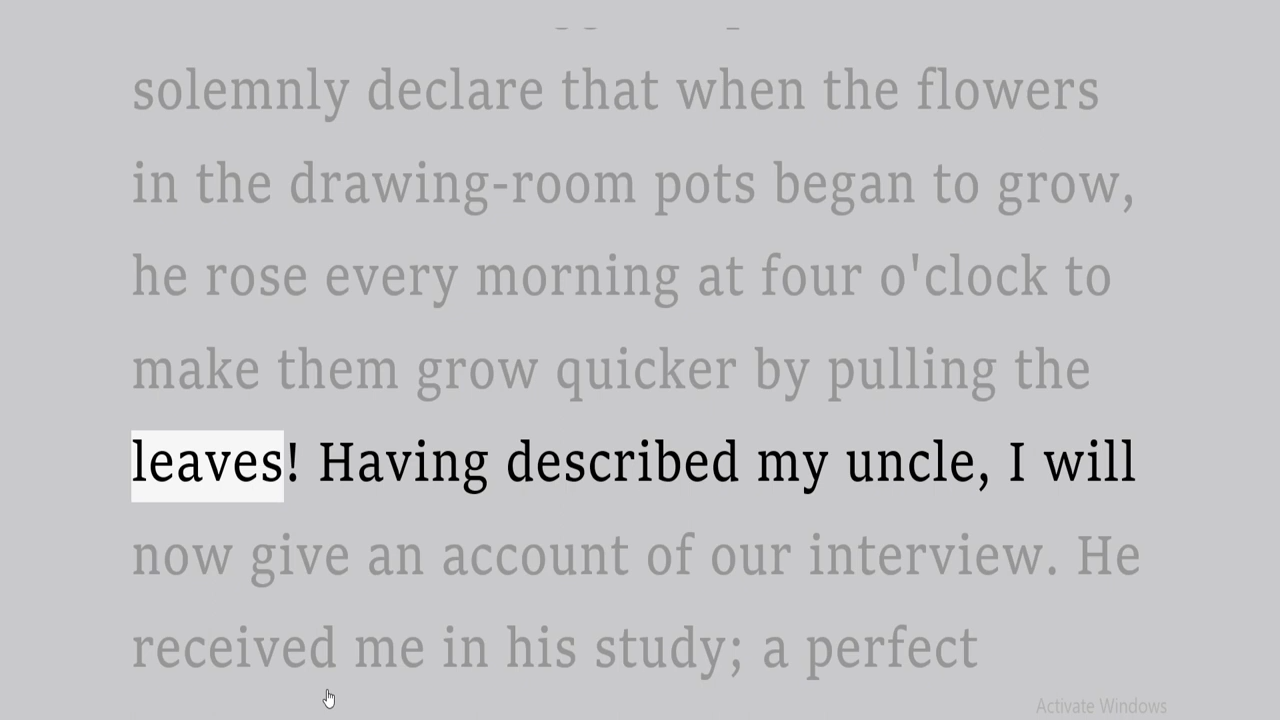 solemnly declare that when the flowers
in the drawing-room pots began to grow,
he rose every morning at four o'clock to
make them grow quicker by pulling the
leaves! Having described my uncle, I will
now give an account of our interview. He
received me in his study; a perfect
Activate Windows